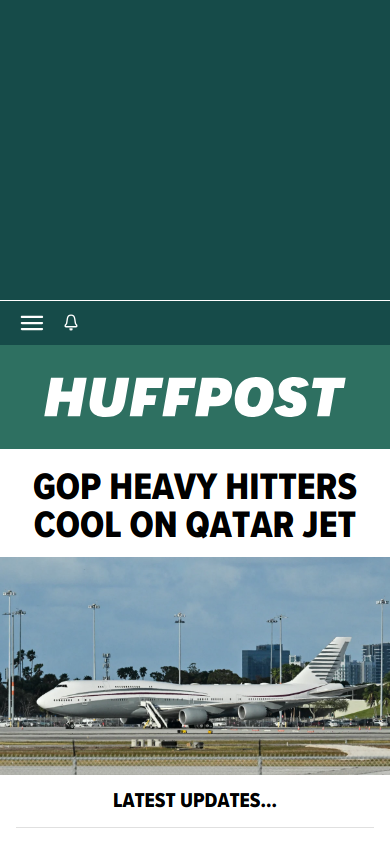 HUFFPOST
GOP HEAVY HITTERS
COOL ON QATAR JET
LATEST UPDATES...